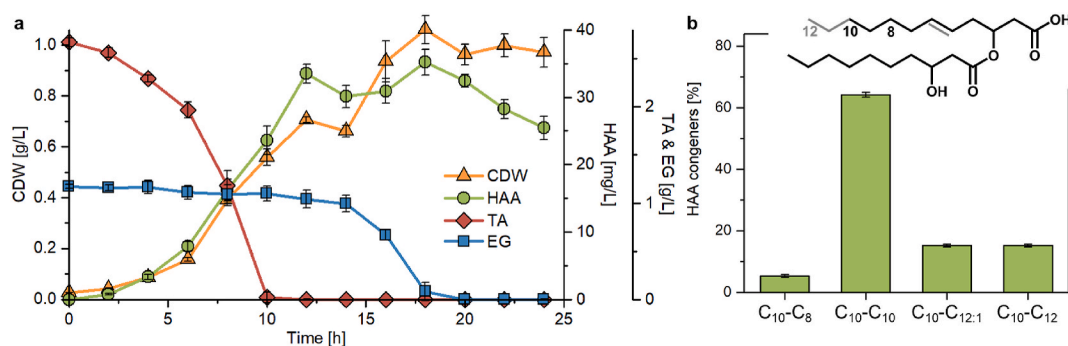 a
CDW [g/L]
1.0
0.8
0.6
0.4
0.2
0.0
0 5 10 15 20 25
Time [h]
40
30
20
10
0
HAA [mg/L]
2
1
0
TA & EG [g/L]
CDW
HAA
TA
EG
b
HAA congeners [%]
80
60
40
20
0
C₁₀-C₈ C₁₀-C₁₀ C₁₀-C₁₂:₁ C₁₀-C₁₂
12 10 8
OH
O
O
OH
O